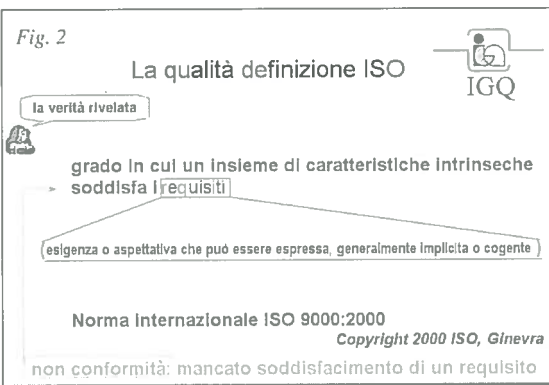 Fig. 2
La qualità definizione ISO
IGQ
la verità rivelata
grado in cui un insieme di caratteristiche intrinseche
soddisfa i requisiti
(esigenza o aspettativa che può essere espressa, generalmente implicita o cogente)
Norma internazionale ISO 9000:2000
Copyright 2000 ISO, Ginevra
non conformità: mancato soddisfacimento di un requisito